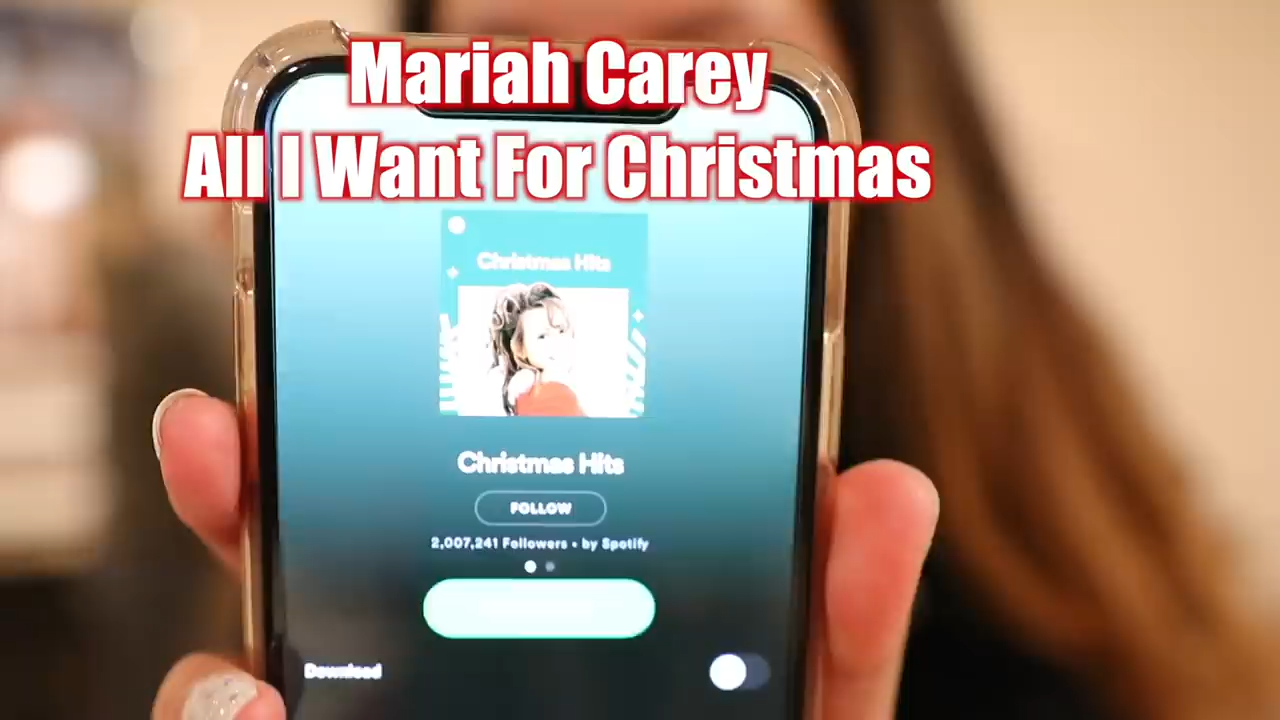 Mariah Carey
All I Want For Christmas
Christmas Hits
Christmas Hits
FOLLOW
2,007,241 Followers • by Spotify
Download